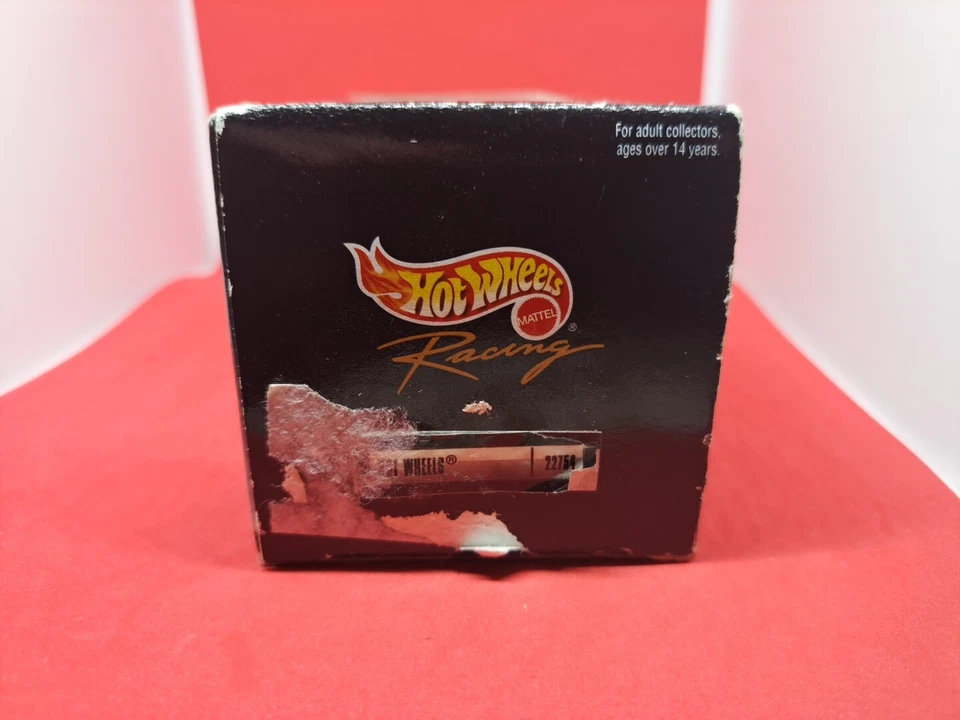 For adult collectors,
ages over 14 years.
HOT WHEELS
MATTEL
®
Racing
WHEELS® | 22754